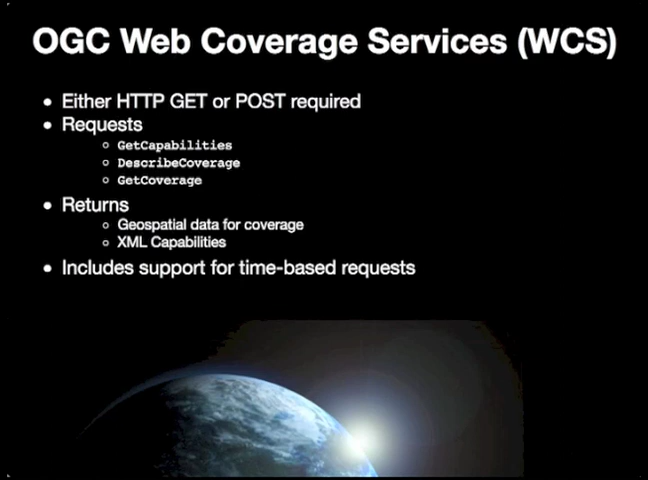 OGC Web Coverage Services (WCS)
• Either HTTP GET or POST required
• Requests
○ GetCapabilities
○ DescribeCoverage
○ GetCoverage
• Returns
○ Geospatial data for coverage
○ XML Capabilities
• Includes support for time-based requests